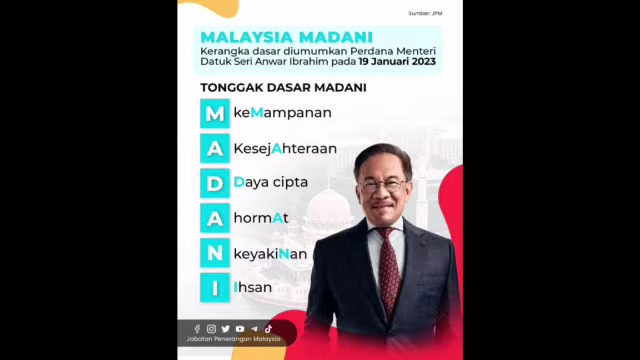 Sumber: JPM
MALAYSIA MADANI
Kerangka dasar diumumkan Perdana Menteri
Datuk Seri Anwar Ibrahim pada 19 Januari 2023
TONGGAK DASAR MADANI
M keMampanan
A KesejAhteraan
D Daya cipta
A hormAt
N keyakiNan
I Ihsan
Jabatan Penerangan Malaysia